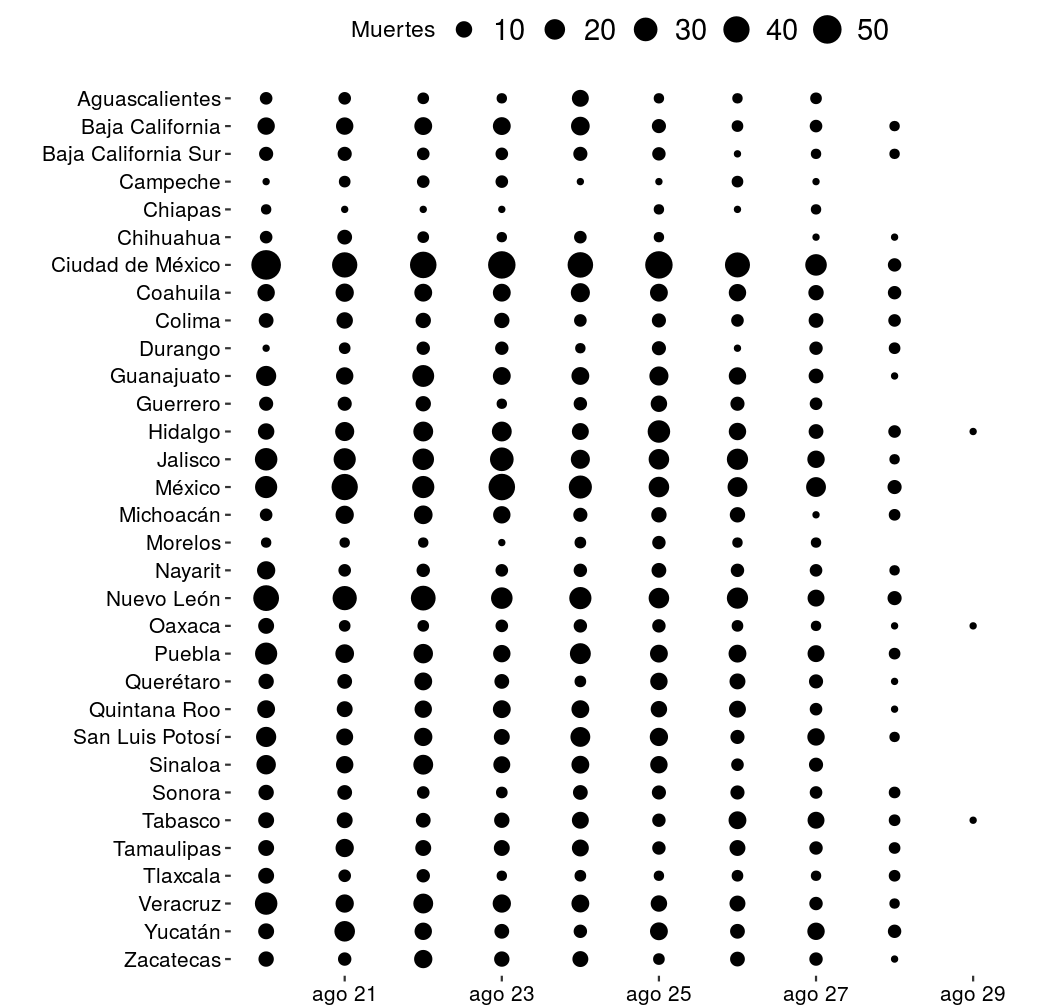 Muertes 10 20 30 40 50
Aguascalientes
Baja California
Baja California Sur
Campeche
Chiapas
Chihuahua
Ciudad de México
Coahuila
Colima
Durango
Guanajuato
Guerrero
Hidalgo
Jalisco
México
Michoacán
Morelos
Nayarit
Nuevo León
Oaxaca
Puebla
Querétaro
Quintana Roo
San Luis Potosí
Sinaloa
Sonora
Tabasco
Tamaulipas
Tlaxcala
Veracruz
Yucatán
Zacatecas
ago 21 ago 23 ago 25 ago 27 ago 29